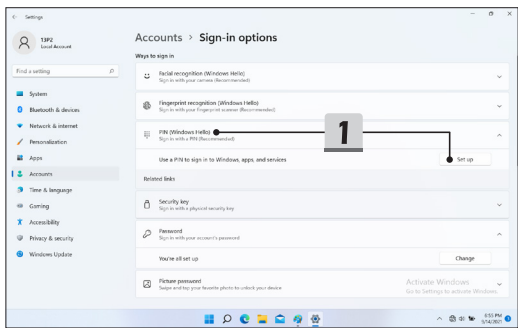 Settings
13P2
Local Account
Find a setting
System
Bluetooth & devices
Network & internet
Personalization
Apps
Accounts
Time & language
Gaming
Accessibility
Privacy & security
Windows Update
Accounts > Sign-in options
Ways to sign in
Facial recognition (Windows Hello)
Sign in with your camera (Recommended)
Fingerprint recognition (Windows Hello)
Sign in with your fingerprint scanner (Recommended)
PIN (Windows Hello)
Sign in with a PIN (Recommended)
1
Use a PIN to sign in to Windows, apps, and services
Set up
Related links
Security key
Sign in with a physical security key
Password
Sign in with your account's password
You're all set up
Change
Picture password
Swipe and tap your favorite photo to unlock your device
Activate Windows
Go to Settings to activate Windows.
6:55 PM
5/14/2021